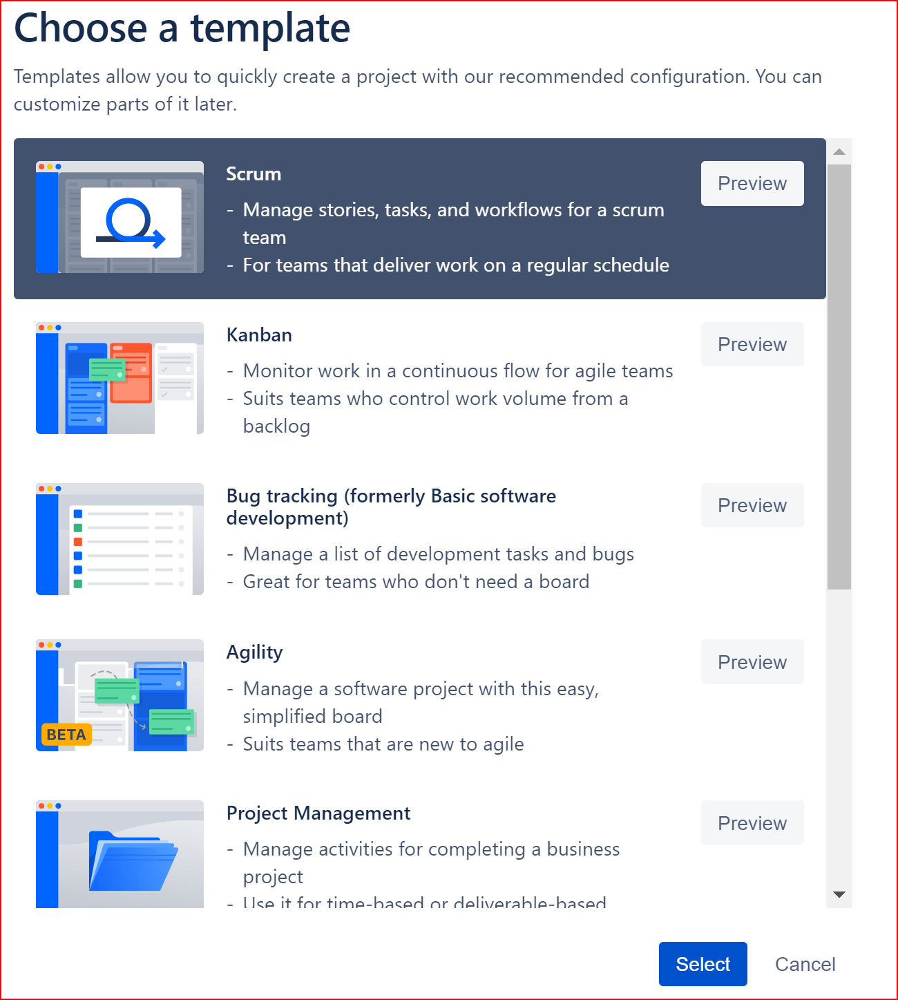 Choose a template
Templates allow you to quickly create a project with our recommended configuration. You can
customize parts of it later.
Scrum
Preview
- Manage stories, tasks, and workflows for a scrum
team
- For teams that deliver work on a regular schedule
Kanban
Preview
- Monitor work in a continuous flow for agile teams
- Suits teams who control work volume from a
backlog
Bug tracking (formerly Basic software
development)
Preview
- Manage a list of development tasks and bugs
- Great for teams who don't need a board
Agility
Preview
- Manage a software project with this easy,
simplified board
- Suits teams that are new to agile
BETA
Project Management
Preview
- Manage activities for completing a business
project
- Use it for time-based or deliverable-based
Select
Cancel